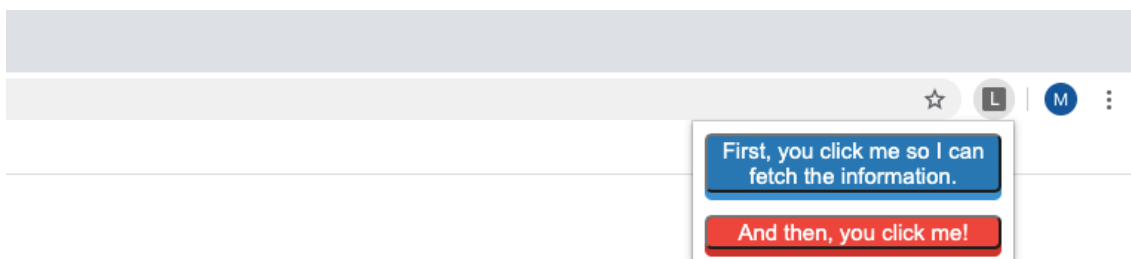 L
M
First, you click me so I can
fetch the information.
And then, you click me!